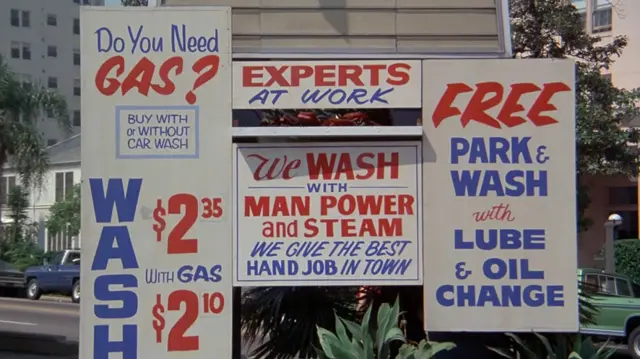 Do You Need
GAS?
BUY WITH
or WITHOUT
CAR WASH
WASH
$2 35
WITH GAS
$2 10
EXPERTS
AT WORK
We WASH
WITH
MAN POWER
and STEAM
WE GIVE THE BEST
HAND JOB IN TOWN
FREE
PARK &
WASH
with
LUBE
& OIL
CHANGE